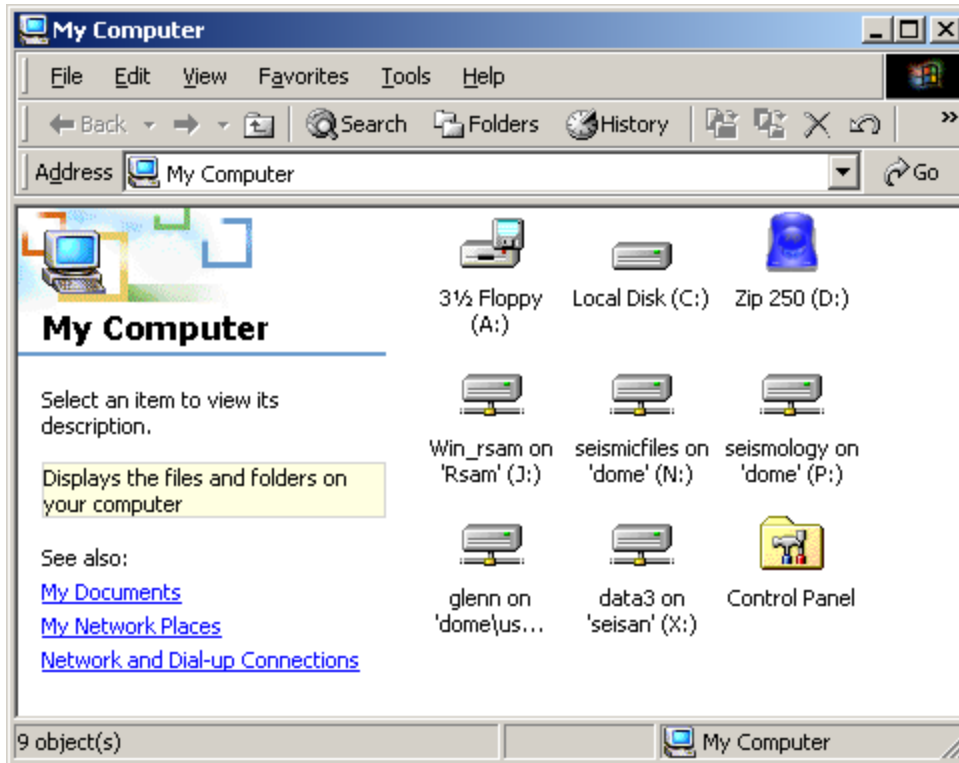 My Computer
File Edit View Favorites Tools Help
Back Search Folders History »
Address My Computer Go
My Computer
Select an item to view its
description.
Displays the files and folders on
your computer
See also:
My Documents
My Network Places
Network and Dial-up Connections
3½ Floppy
(A:)
Local Disk (C:)
Zip 250 (D:)
Win_rsam on
'Rsam' (J:)
seismicfiles on
'dome' (N:)
seismology on
'dome' (P:)
glenn on
'dome\us...
data3 on
'seisan' (X:)
Control Panel
9 object(s)
My Computer